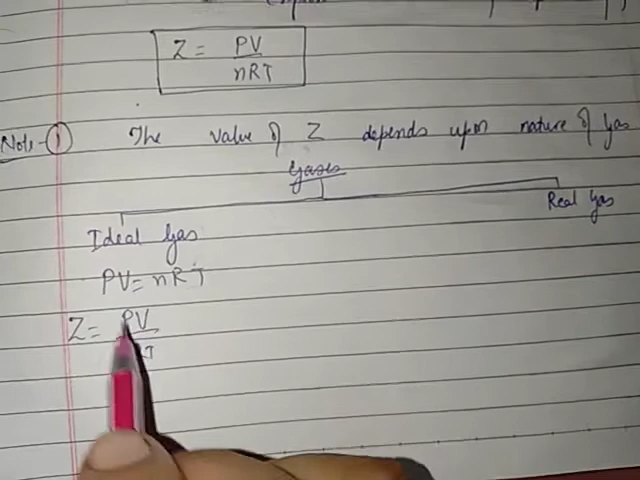 Z = PV
nRT
Note-① The value of Z depends upon nature of gas
gases
Ideal gas
Real gas
PV = nRT
Z = PV
RT